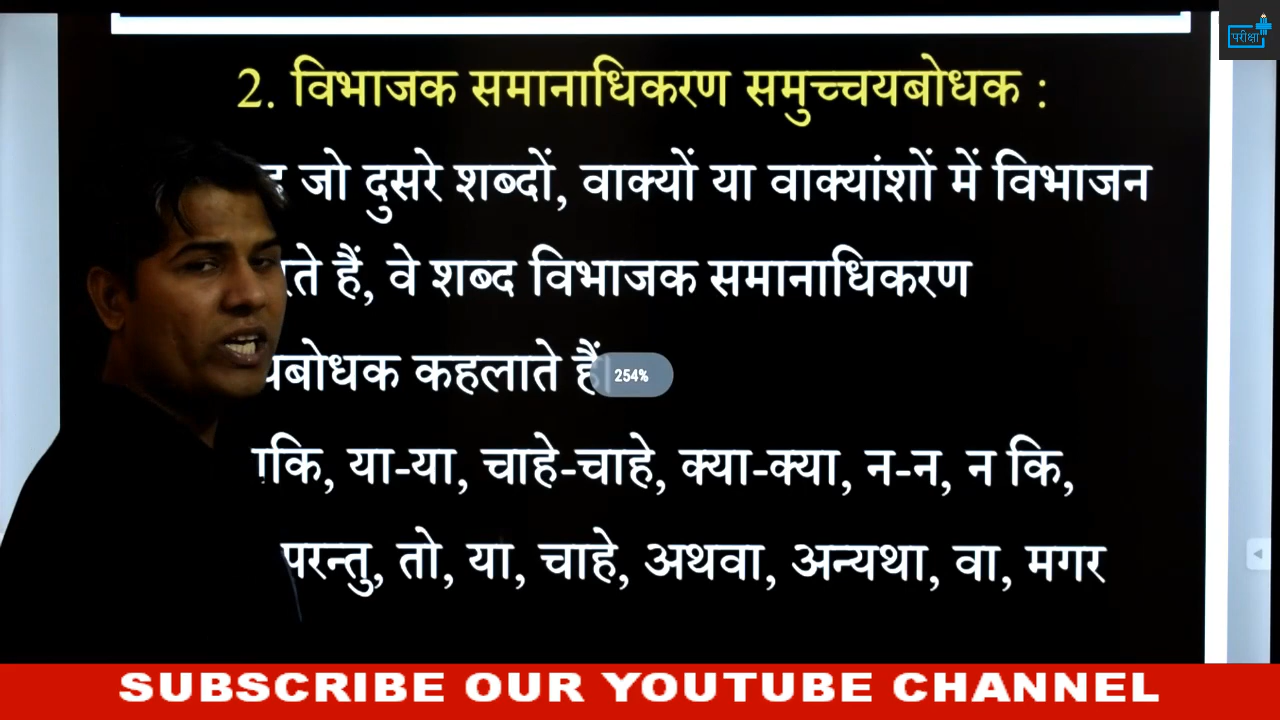 परीक्षा
2. विभाजक समानाधिकरण समुच्चयबोधक :
जो दुसरे शब्दों, वाक्यों या वाक्यांशों में विभाजन
हैं, वे शब्द विभाजक समानाधिकरण
कहलाते हैं।
254%
या-या, चाहे-चाहे, क्या-क्या, न-न, न कि,
परन्तु, तो, या, चाहे, अथवा, अन्यथा, वा, मगर
SUBSCRIBE OUR YOUTUBE CHANNEL